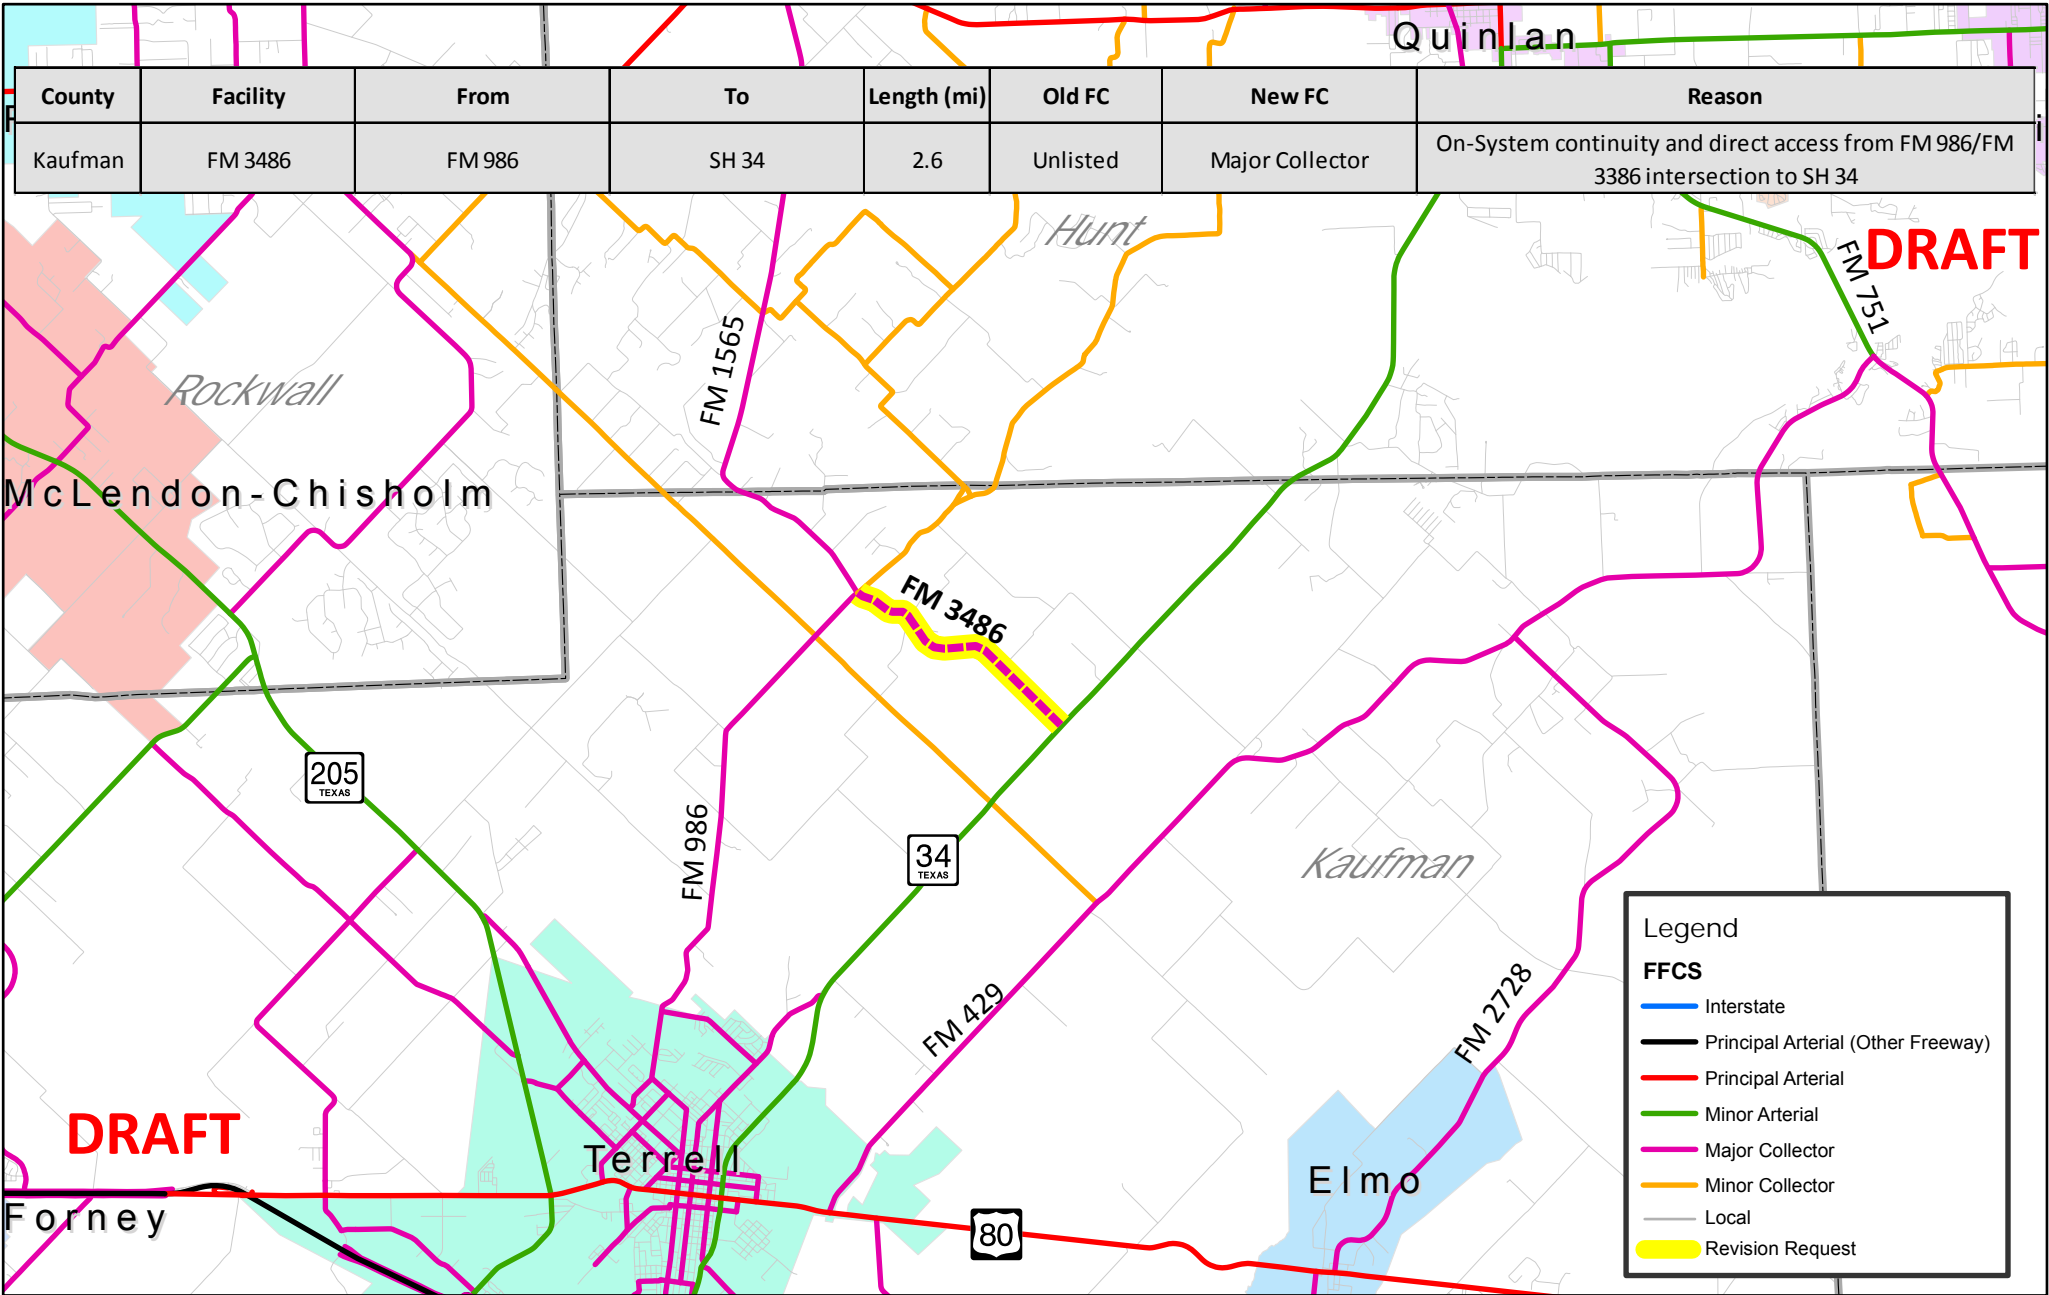 Quinlan
County Facility From To Length (mi) Old FC New FC Reason
Kaufman FM 3486 FM 986 SH 34 2.6 Unlisted Major Collector On-System continuity and direct access from FM 986/FM
3386 intersection to SH 34
Hunt
DRAFT
FM 751
FM 1565
Rockwall
McLendon-Chisholm
FM 3486
205
TEXAS
FM 986
34
TEXAS
Kaufman
FM 429
FM 2728
Legend
FFCS
Interstate
Principal Arterial (Other Freeway)
Principal Arterial
Minor Arterial
Major Collector
Minor Collector
Local
Revision Request
DRAFT
Terrell
Elmo
Forney
80